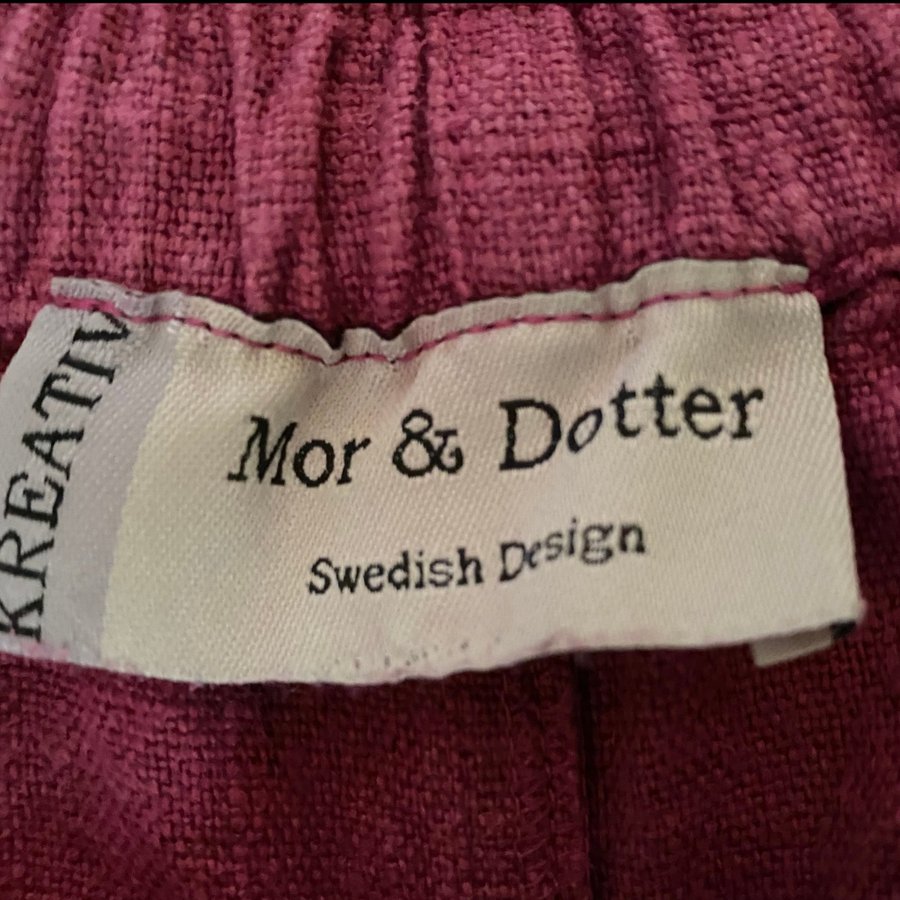 KREATIV
Mor & Dotter
Swedish Design